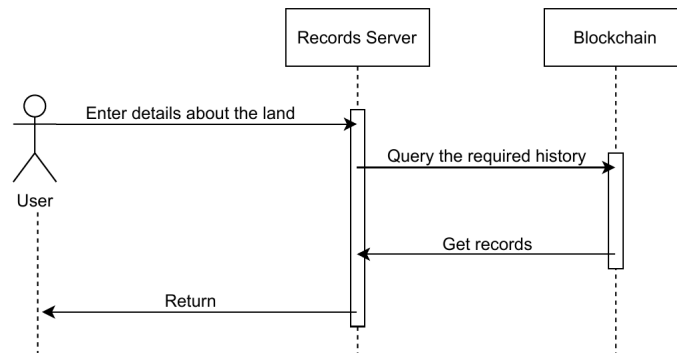 Records Server
Blockchain
Enter details about the land
Query the required history
User
Get records
Return